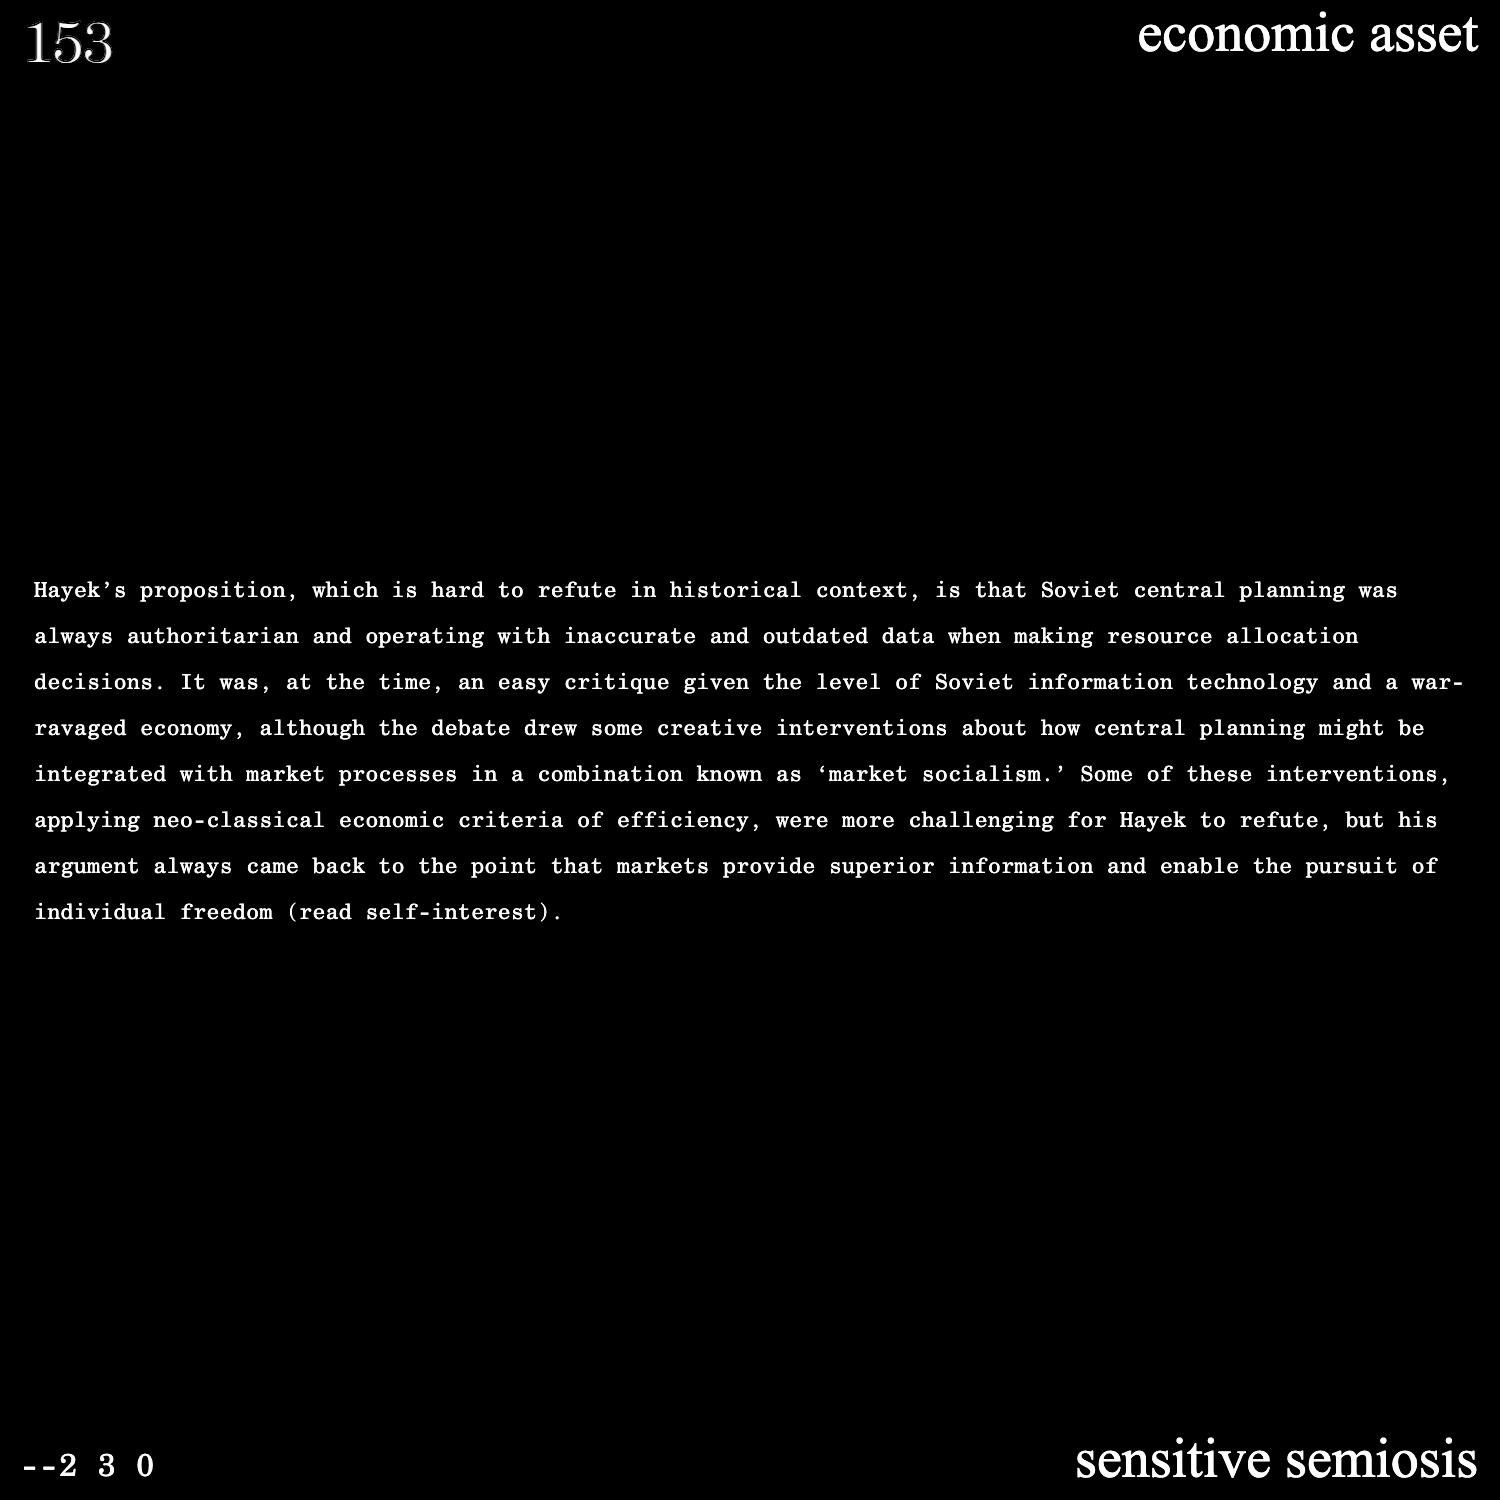 153
economic asset
Hayek’s proposition, which is hard to refute in historical context, is that Soviet central planning was
always authoritarian and operating with inaccurate and outdated data when making resource allocation
decisions. It was, at the time, an easy critique given the level of Soviet information technology and a war-
ravaged economy, although the debate drew some creative interventions about how central planning might be
integrated with market processes in a combination known as ‘market socialism.’ Some of these interventions,
applying neo-classical economic criteria of efficiency, were more challenging for Hayek to refute, but his
argument always came back to the point that markets provide superior information and enable the pursuit of
individual freedom (read self-interest).
--2 3 0
sensitive semiosis